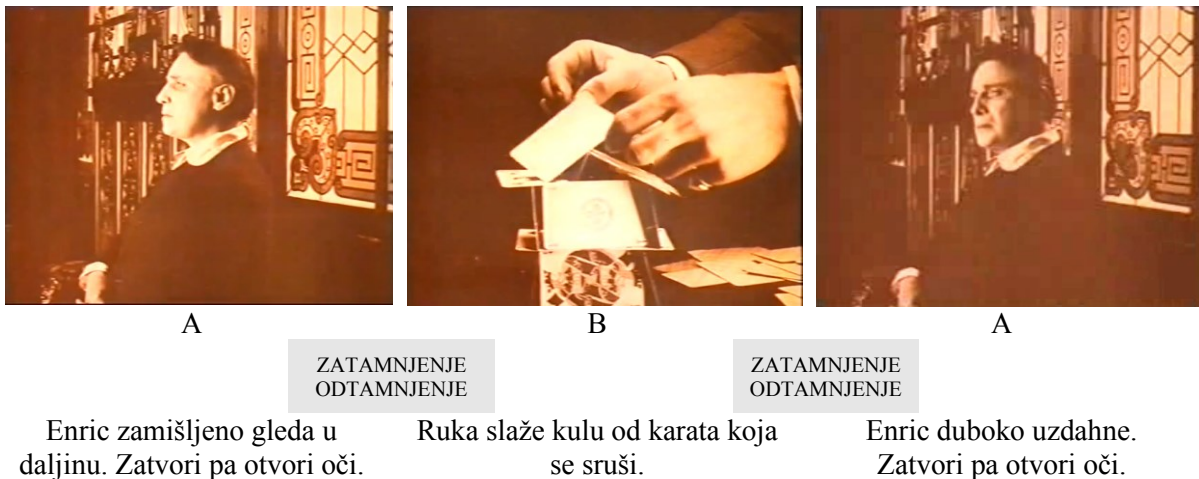 A
B
A
ZATAMNJENJE
ODTAMNJENJE
ZATAMNJENJE
ODTAMNJENJE
Enric zamišljeno gleda u
daljinu. Zatvori pa otvori oči.
Ruka slaže kulu od karata koja
se sruši.
Enric duboko uzdahne.
Zatvori pa otvori oči.